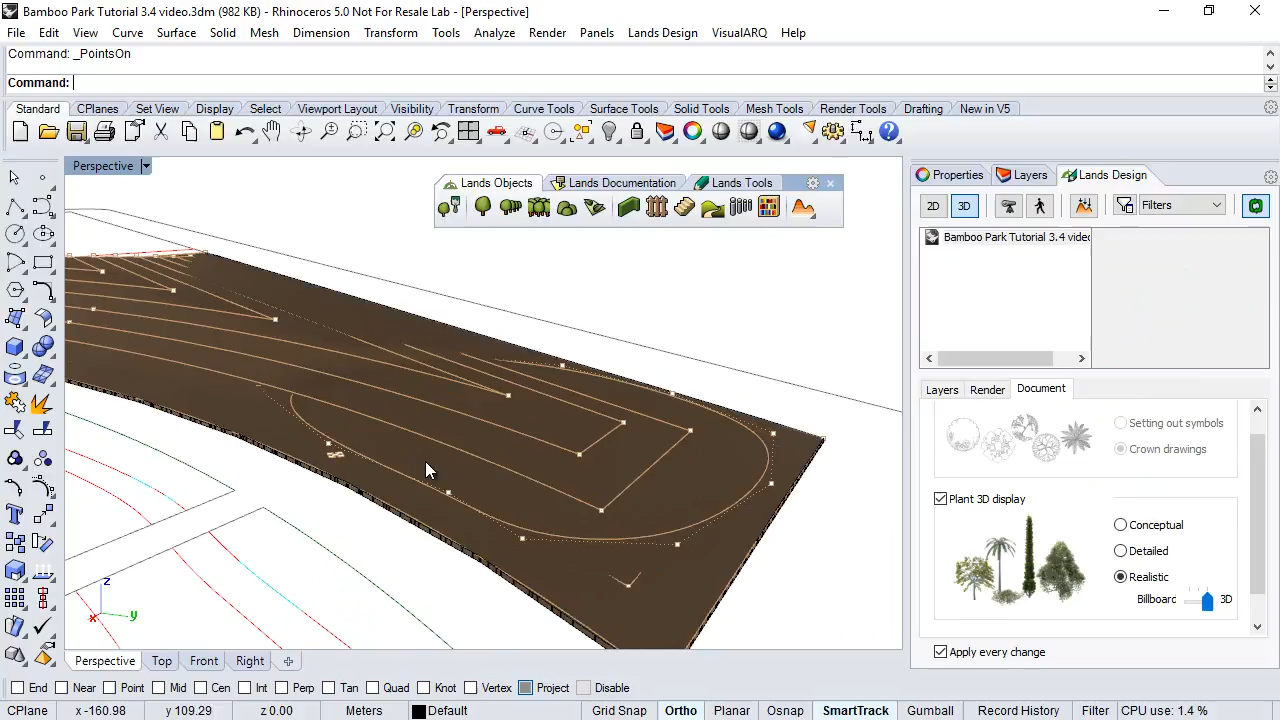 Bamboo Park Tutorial 3.4 video.3dm (982 KB) - Rhinoceros 5.0 Not For Resale Lab - [Perspective]
File Edit View Curve Surface Solid Mesh Dimension Transform Tools Analyze Render Panels Lands Design VisualARQ Help
Command: _PointsOn
Command:
Standard CPlanes Set View Display Select Viewport Layout Visibility Transform Curve Tools Surface Tools Solid Tools Mesh Tools Render Tools Drafting New in V5
Perspective
Lands Objects Lands Documentation Lands Tools
Properties Layers Lands Design
2D 3D Filters
Bamboo Park Tutorial 3.4 videc
Layers Render Document
Setting out symbols
Crown drawings
Plant 3D display
Conceptual
Detailed
Realistic
Billboard 3D
Apply every change
z
y
x
Perspective Top Front Right
End Near Point Mid Cen Int Perp Tan Quad Knot Vertex Project Disable
CPlane x -160.98 y 109.29 z 0.00 Meters Default Grid Snap Ortho Planar Osnap SmartTrack Gumball Record History Filter CPU use: 1.4 %